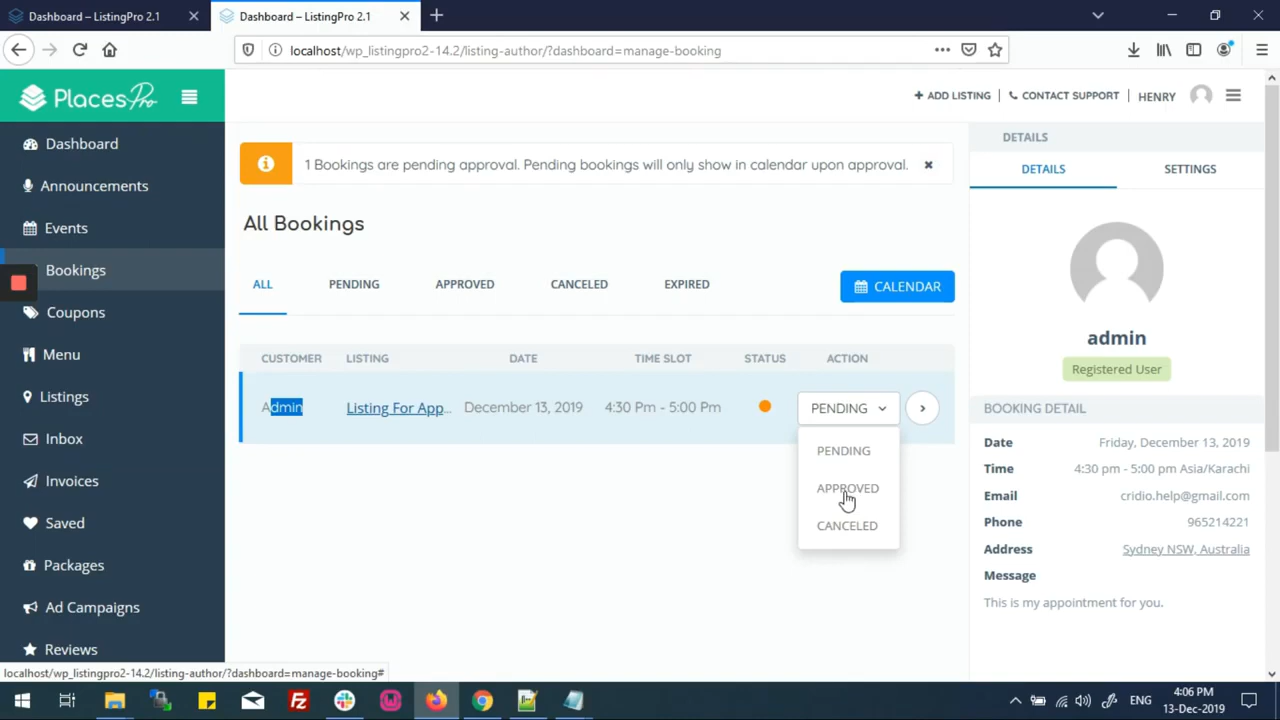 Dashboard – ListingPro 2.1
Dashboard – ListingPro 2.1
localhost/wp_listingpro2-14.2/listing-author/?dashboard=manage-booking
PlacesPro
ADD LISTING | CONTACT SUPPORT | HENRY
Dashboard
Announcements
Events
Bookings
Coupons
Menu
Listings
Inbox
Invoices
Saved
Packages
Ad Campaigns
Reviews
1 Bookings are pending approval. Pending bookings will only show in calendar upon approval.
All Bookings
ALL PENDING APPROVED CANCELED EXPIRED CALENDAR
CUSTOMER LISTING DATE TIME SLOT STATUS ACTION
Admin Listing For App... December 13, 2019 4:30 Pm - 5:00 Pm PENDING
PENDING
APPROVED
CANCELED
DETAILS
DETAILS SETTINGS
admin
Registered User
BOOKING DETAIL
Date Friday, December 13, 2019
Time 4:30 pm - 5:00 pm Asia/Karachi
Email cridio.help@gmail.com
Phone 965214221
Address Sydney NSW, Australia
Message
This is my appointment for you.
localhost/wp_listingpro2-14.2/listing-author/?dashboard=manage-booking#
ENG
4:06 PM
13-Dec-2019